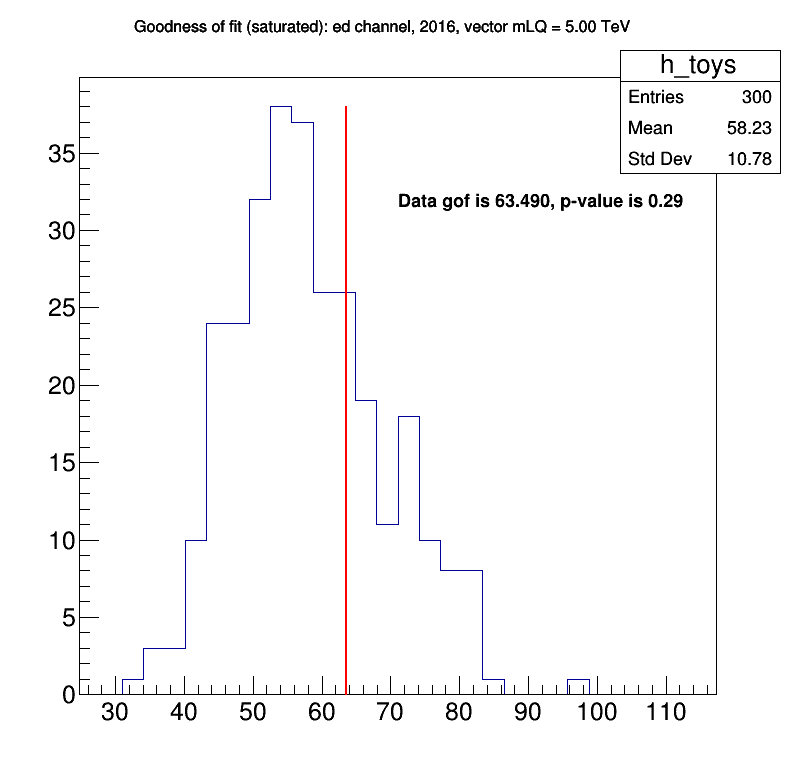 Goodness of fit (saturated): ed channel, 2016, vector mLQ = 5.00 TeV
h_toys
Entries 300
Mean 58.23
Std Dev 10.78
Data gof is 63.490, p-value is 0.29
35
30
25
20
15
10
5
0
30 40 50 60 70 80 90 100 110